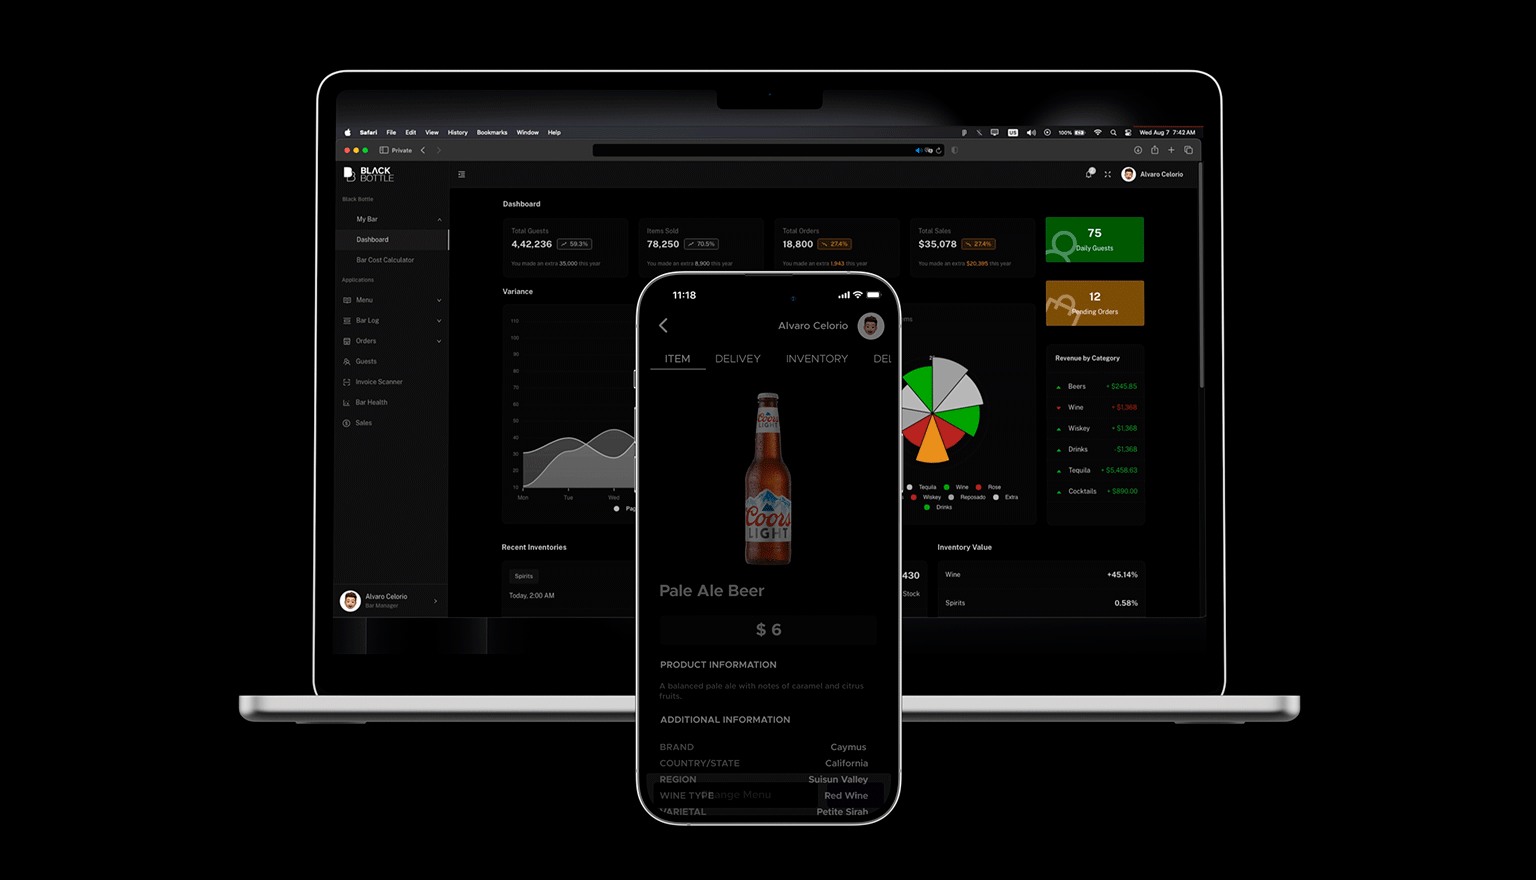 Safari File Edit View History Bookmarks Window Help
US 100% Wed Aug 7 7:42 AM
Private
BLACK
BOTTLE
Alvaro Celorio
Black Bottle
My Bar
Dashboard
Bar Cost Calculator
Applications
Menu
Bar Log
Orders
Guests
Invoice Scanner
Bar Health
Sales
Alvaro Celorio
Bar Manager
Dashboard
Total Guests
4,42,236 59.3%
You made an extra 35,000 this year
Items Sold
78,250 70.5%
You made an extra 8,900 this year
Total Orders
18,800 27.4%
You made an extra 1,943 this year
Total Sales
$35,078 27.4%
You made an extra $20,395 this year
75
Daily Guests
12
Pending Orders
Variance
110
100
90
80
70
60
50
40
30
20
10
Mon Tue Wed
Pag
Tequila Wine Rose
Wiskey Reposado Extra
Drinks
Revenue by Category
Beers + $245.85
Wine + $1,368
Wiskey + $1,368
Drinks -$1,368
Tequila + $5,458.63
Cocktails + $890.00
Recent Inventories
Spirits
Today, 2:00 AM
430
Stock
Inventory Value
Wine +45.14%
Spirits 0.58%
11:18
Alvaro Celorio
ITEM DELIVEY INVENTORY DEL
Coors
LIGHT
Coors
LIGHT
Pale Ale Beer
$ 6
PRODUCT INFORMATION
A balanced pale ale with notes of caramel and citrus
fruits.
ADDITIONAL INFORMATION
BRAND Caymus
COUNTRY/STATE California
REGION Suisun Valley
WINE TYPE Red Wine
Change Menu
VARIETAL Petite Sirah